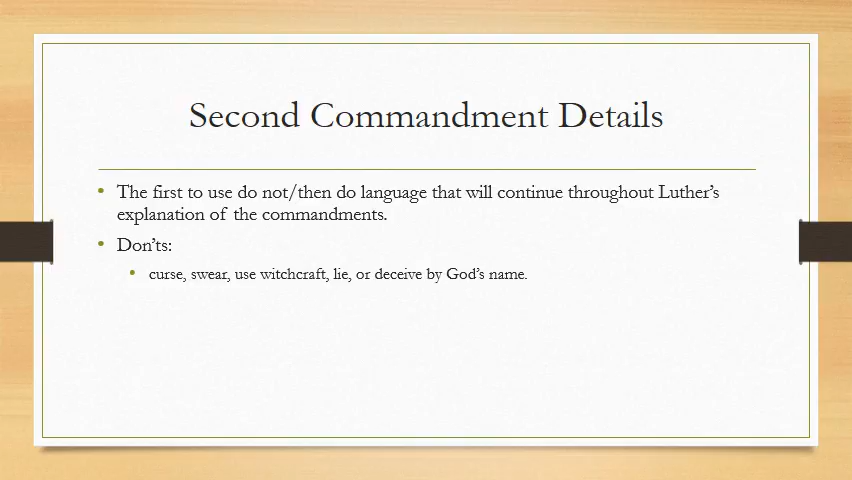 Second Commandment Details
• The first to use do not/then do language that will continue throughout Luther’s
explanation of the commandments.
• Don’ts:
• curse, swear, use witchcraft, lie, or deceive by God’s name.